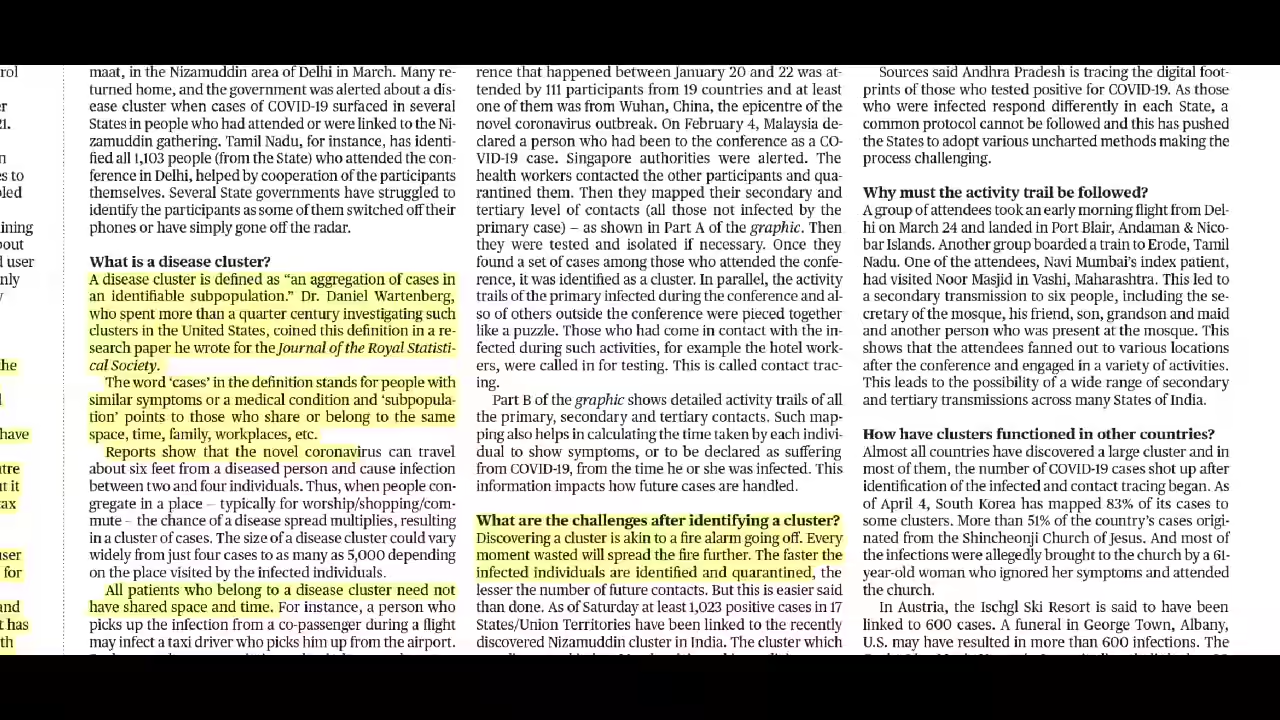 rol
er
21.
n
es to
oled
ining
bout
d user
only
y
the
l
have
ntre
ut it
tax
user
for
and
t has
th
maat, in the Nizamuddin area of Delhi in March. Many re-
turned home, and the government was alerted about a dis-
ease cluster when cases of COVID-19 surfaced in several
States in people who had attended or were linked to the Ni-
zamuddin gathering. Tamil Nadu, for instance, has identi-
fied all 1,103 people (from the State) who attended the con-
ference in Delhi, helped by cooperation of the participants
themselves. Several State governments have struggled to
identify the participants as some of them switched off their
phones or have simply gone off the radar.
What is a disease cluster?
A disease cluster is defined as “an aggregation of cases in
an identifiable subpopulation.” Dr. Daniel Wartenberg,
who spent more than a quarter century investigating such
clusters in the United States, coined this definition in a re-
search paper he wrote for the Journal of the Royal Statisti-
cal Society.
The word ‘cases’ in the definition stands for people with
similar symptoms or a medical condition and ‘subpopula-
tion’ points to those who share or belong to the same
space, time, family, workplaces, etc.
Reports show that the novel coronavirus can travel
about six feet from a diseased person and cause infection
between two and four individuals. Thus, when people con-
gregate in a place – typically for worship/shopping/com-
mute – the chance of a disease spread multiplies, resulting
in a cluster of cases. The size of a disease cluster could vary
widely from just four cases to as many as 5,000 depending
on the place visited by the infected individuals.
All patients who belong to a disease cluster need not
have shared space and time. For instance, a person who
picks up the infection from a co-passenger during a flight
may infect a taxi driver who picks him up from the airport.
rence that happened between January 20 and 22 was at-
tended by 111 participants from 19 countries and at least
one of them was from Wuhan, China, the epicentre of the
novel coronavirus outbreak. On February 4, Malaysia de-
clared a person who had been to the conference as a CO-
VID-19 case. Singapore authorities were alerted. The
health workers contacted the other participants and qua-
rantined them. Then they mapped their secondary and
tertiary level of contacts (all those not infected by the
primary case) – as shown in Part A of the graphic. Then
they were tested and isolated if necessary. Once they
found a set of cases among those who attended the confe-
rence, it was identified as a cluster. In parallel, the activity
trails of the primary infected during the conference and al-
so of others outside the conference were pieced together
like a puzzle. Those who had come in contact with the in-
fected during such activities, for example the hotel work-
ers, were called in for testing. This is called contact trac-
ing.
Part B of the graphic shows detailed activity trails of all
the primary, secondary and tertiary contacts. Such map-
ping also helps in calculating the time taken by each indivi-
dual to show symptoms, or to be declared as suffering
from COVID-19, from the time he or she was infected. This
information impacts how future cases are handled.
What are the challenges after identifying a cluster?
Discovering a cluster is akin to a fire alarm going off. Every
moment wasted will spread the fire further. The faster the
infected individuals are identified and quarantined, the
lesser the number of future contacts. But this is easier said
than done. As of Saturday at least 1,023 positive cases in 17
States/Union Territories have been linked to the recently
discovered Nizamuddin cluster in India. The cluster which
Sources said Andhra Pradesh is tracing the digital foot-
prints of those who tested positive for COVID-19. As those
who were infected respond differently in each State, a
common protocol cannot be followed and this has pushed
the States to adopt various uncharted methods making the
process challenging.
Why must the activity trail be followed?
A group of attendees took an early morning flight from Del-
hi on March 24 and landed in Port Blair, Andaman & Nico-
bar Islands. Another group boarded a train to Erode, Tamil
Nadu. One of the attendees, Navi Mumbai’s index patient,
had visited Noor Masjid in Vashi, Maharashtra. This led to
a secondary transmission to six people, including the se-
cretary of the mosque, his friend, son, grandson and maid
and another person who was present at the mosque. This
shows that the attendees fanned out to various locations
after the conference and engaged in a variety of activities.
This leads to the possibility of a wide range of secondary
and tertiary transmissions across many States of India.
How have clusters functioned in other countries?
Almost all countries have discovered a large cluster and in
most of them, the number of COVID-19 cases shot up after
identification of the infected and contact tracing began. As
of April 4, South Korea has mapped 83% of its cases to
some clusters. More than 51% of the country’s cases origi-
nated from the Shincheonji Church of Jesus. And most of
the infections were allegedly brought to the church by a 61-
year-old woman who ignored her symptoms and attended
the church.
In Austria, the Ischgl Ski Resort is said to have been
linked to 600 cases. A funeral in George Town, Albany,
U.S. may have resulted in more than 600 infections. The